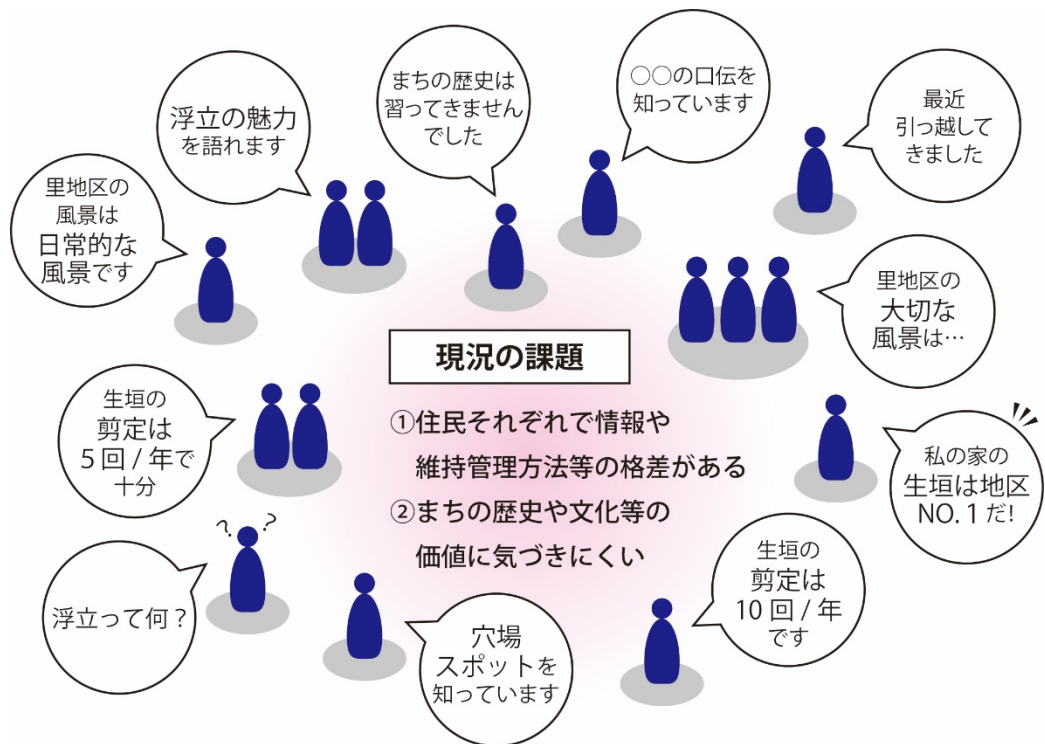 まちの歴史は
習ってきません
でした
○○の口伝を
知っています
最近
引っ越して
きました
浮立の魅力
を語れます
里地区の
風景は
日常的な
風景です
里地区の
大切な
風景は…
現況の課題
①住民それぞれで情報や
維持管理方法等の格差がある
②まちの歴史や文化等の
価値に気づきにくい
生垣の
剪定は
5回/年で
十分
私の家の
生垣は地区
NO.1だ!
? ?
浮立って何?
穴場
スポットを
知っています
生垣の
剪定は
10回/年
です